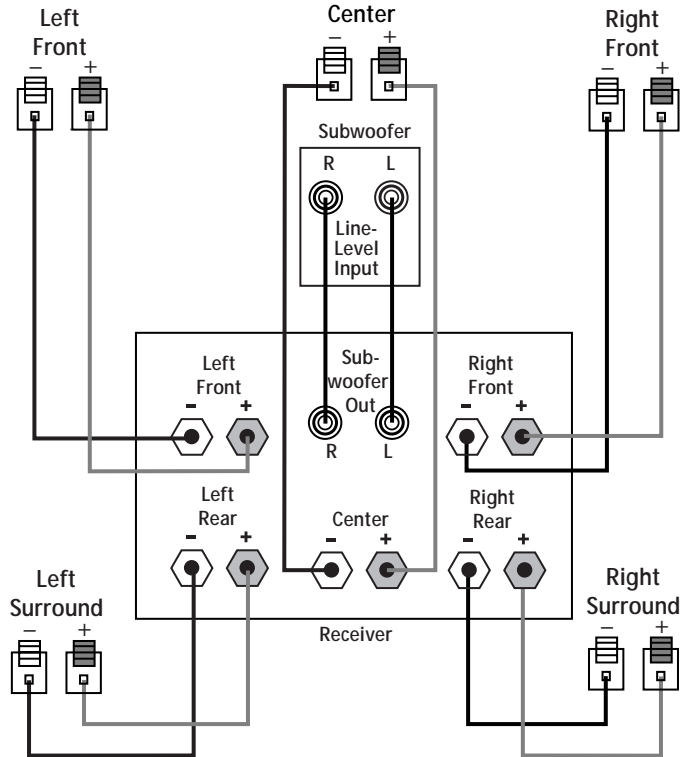 Left
Front
− +
Center
− +
Right
Front
− +
Subwoofer
R L
Line-
Level
Input
Left
Front
- +
Sub-
woofer
Out
R L
Right
Front
- +
Left
Rear
- +
Center
- +
Right
Rear
- +
Receiver
Left
Surround
− +
Right
Surround
− +